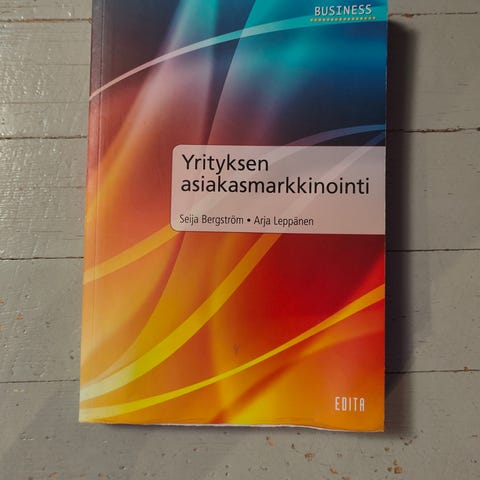 BUSINESS
Yrityksen
asiakasmarkkinointi
Seija Bergström • Arja Leppänen
EDITA